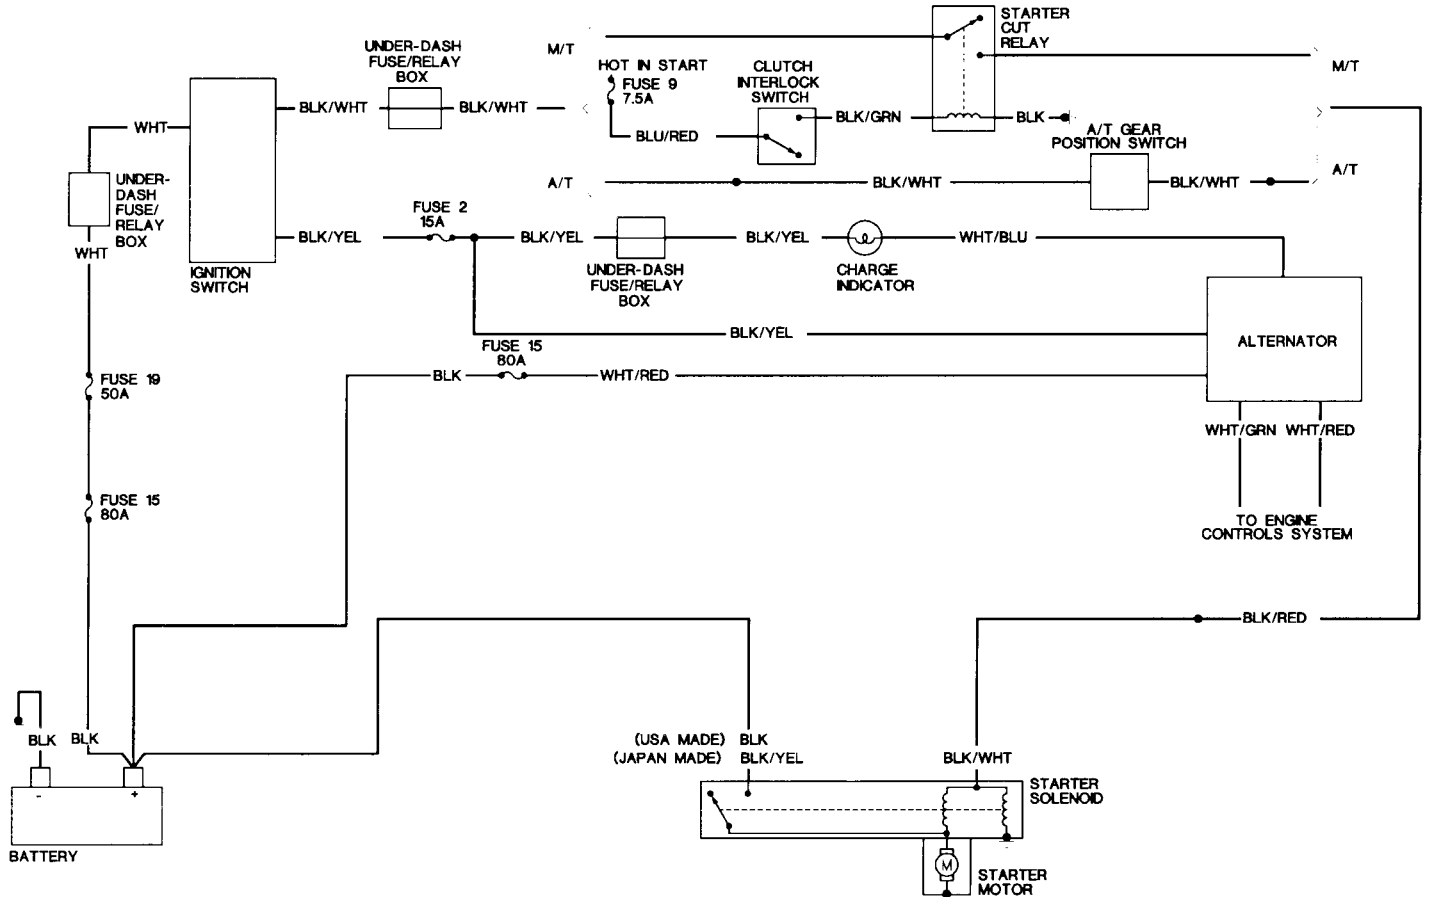 STARTER
CUT
RELAY
UNDER-DASH
FUSE/RELAY
BOX
M/T
HOT IN START
FUSE 9
7.5A
CLUTCH
INTERLOCK
SWITCH
M/T
BLK/WHT
BLK/WHT
WHT
BLU/RED
BLK/GRN
BLK
A/T GEAR
POSITION SWITCH
UNDER-
DASH
FUSE/
RELAY
BOX
A/T
BLK/WHT
BLK/WHT
A/T
WHT
IGNITION
SWITCH
BLK/YEL
FUSE 2
15A
BLK/YEL
UNDER-DASH
FUSE/RELAY
BOX
BLK/YEL
CHARGE
INDICATOR
WHT/BLU
BLK/YEL
ALTERNATOR
FUSE 15
80A
BLK
WHT/RED
FUSE 19
50A
WHT/GRN
WHT/RED
FUSE 15
80A
TO ENGINE
CONTROLS SYSTEM
BLK/RED
BLK
BLK
(USA MADE) BLK
(JAPAN MADE) BLK/YEL
BLK/WHT
-
+
STARTER
SOLENOID
BATTERY
M
STARTER
MOTOR